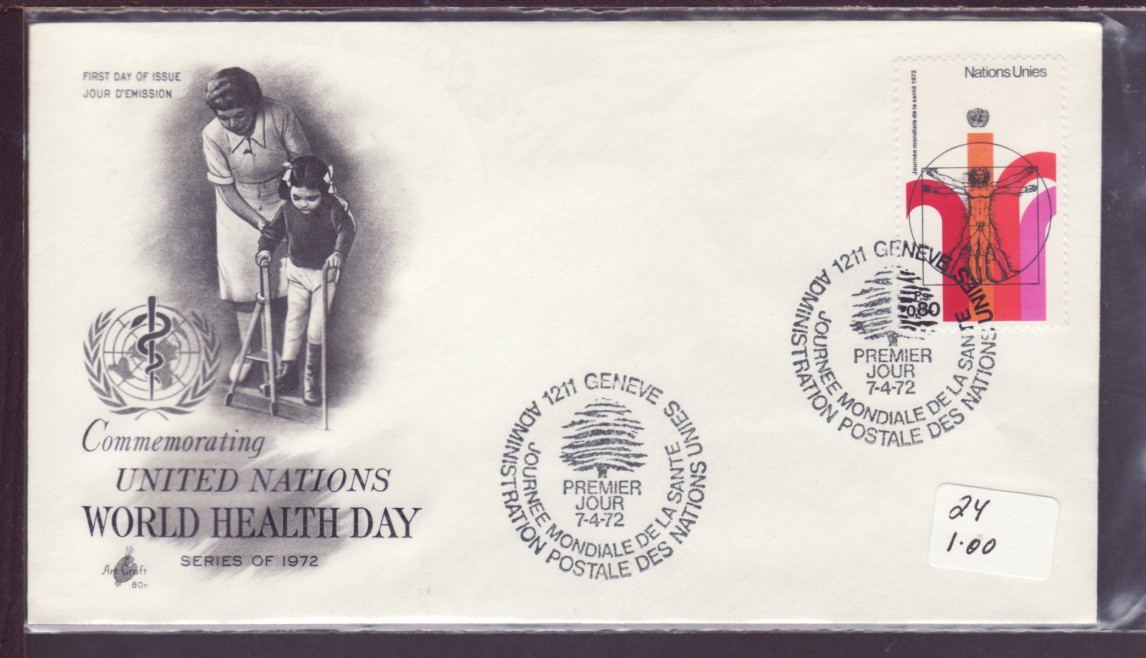 FIRST DAY OF ISSUE
JOUR D'EMISSION
Commemorating
UNITED NATIONS
WORLD HEALTH DAY
SERIES OF 1972
Art Craft
80c
Nations Unies
Journée mondiale de la santé 1972
F.s.
0,80
1211 GENEVE
ADMINISTRATION POSTALE DES NATIONS UNIES
JOURNEE MONDIALE DE LA SANTE
PREMIER
JOUR
7-4-72
1211 GENEVE
ADMINISTRATION POSTALE DES NATIONS UNIES
JOURNEE MONDIALE DE LA SANTE
PREMIER
JOUR
7-4-72
24
1.00